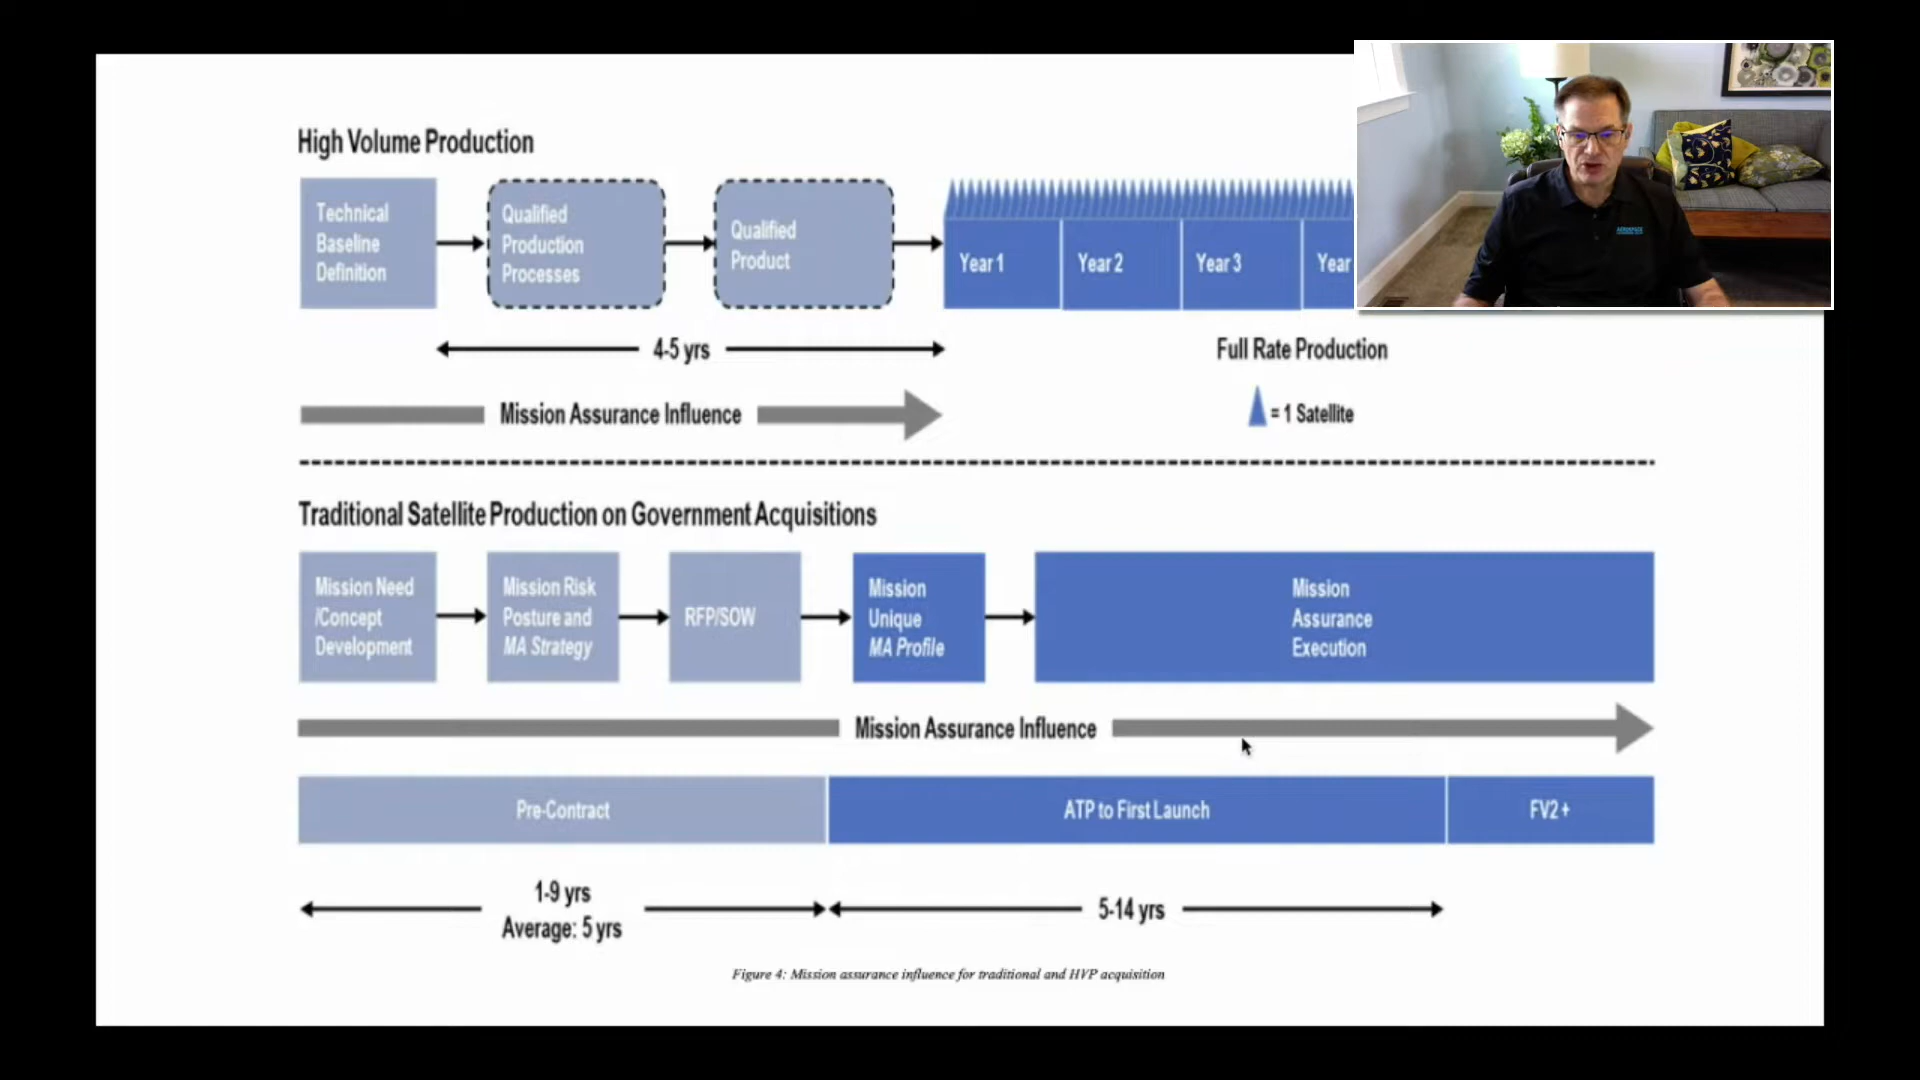 High Volume Production
Technical
Baseline
Definition
Qualified
Production
Processes
Qualified
Product
Year 1
Year 2
Year 3
Year
4-5 yrs
Full Rate Production
Mission Assurance Influence
= 1 Satellite
Traditional Satellite Production on Government Acquisitions
Mission Need
/Concept
Development
Mission Risk
Posture and
MA Strategy
RFP/SOW
Mission
Unique
MA Profile
Mission
Assurance
Execution
Mission Assurance Influence
Pre-Contract
ATP to First Launch
FV2 +
1-9 yrs
Average: 5 yrs
5-14 yrs
Figure 4: Mission assurance influence for traditional and HVP acquisition